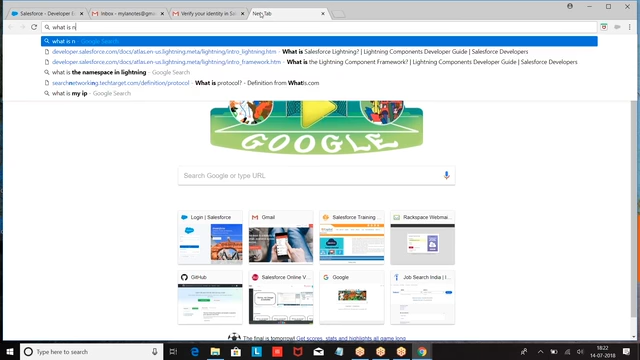 Salesforce - Developer E
Inbox - mylanotes@gma
Verify your identity in Sa
New Tab
what is n
what is n - Google Search
developer.salesforce.com/docs/atlas.en-us.lightning.meta/lightning/intro_lightning.htm - What is Salesforce Lightning? | Lightning Components Developer Guide | Salesforce Developers
developer.salesforce.com/docs/atlas.en-us.lightning.meta/lightning/intro_framework.htm - What is the Lightning Component Framework? | Lightning Components Developer Guide | Salesforce Developers
what is the namespace in lightning - Google Search
searchnetworking.techtarget.com/definition/protocol - What is protocol? - Definition from WhatIs.com
what is my ip - Google Search
GOOGLE
Search Google or type URL
Login | Salesforce
Gmail
Salesforce Training
Rackspace Webmai
GitHub
Salesforce Online V
Google
Job Search India | I
The final is tomorrow! Get scores, stats and highlights all game long.
Type here to search
18:22
14-07-2018